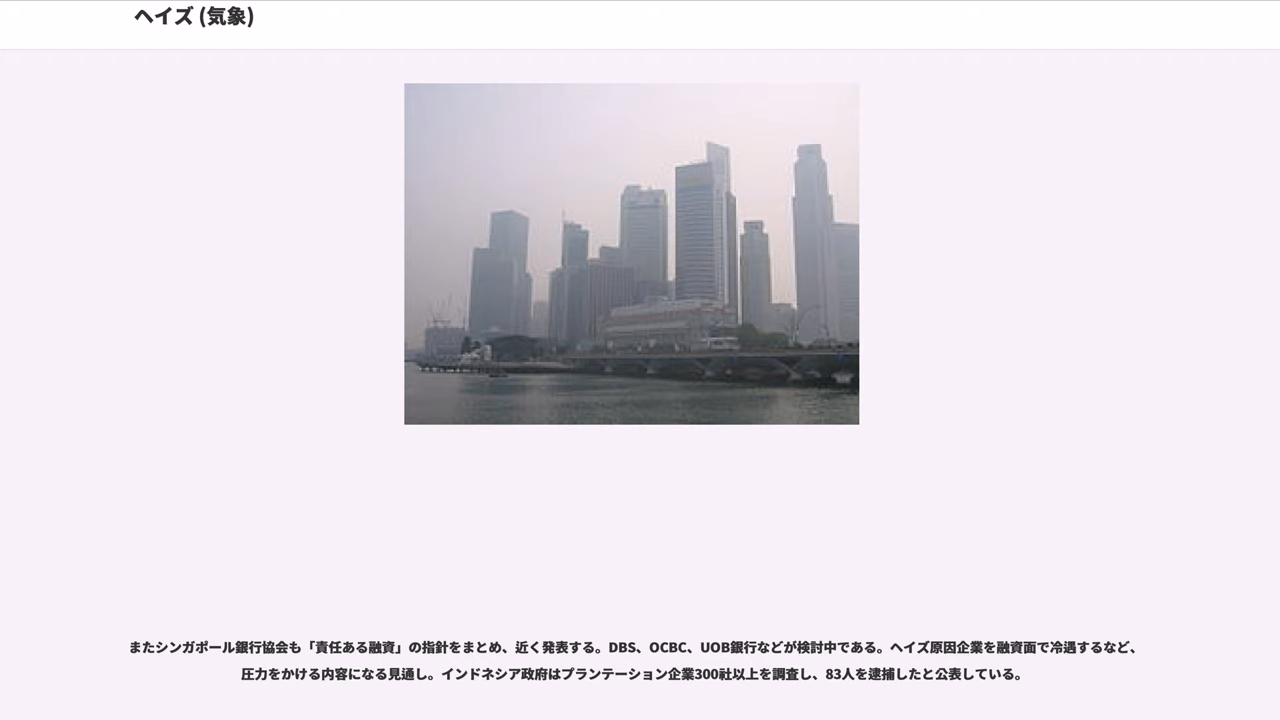 ヘイズ (気象)
またシンガポール銀行協会も「責任ある融資」の指針をまとめ、近く発表する。DBS、OCBC、UOB銀行などが検討中である。ヘイズ原因企業を融資面で冷遇するなど、
圧力をかける内容になる見通し。インドネシア政府はプランテーション企業300社以上を調査し、83人を逮捕したと公表している。